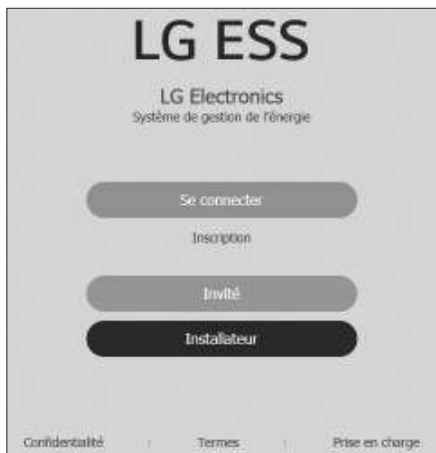 LG ESS
LG Electronics
Système de gestion de l'énergie
Se connecter
Inscription
Invité
Installateur
Confidentialité | Termes | Prise en charge